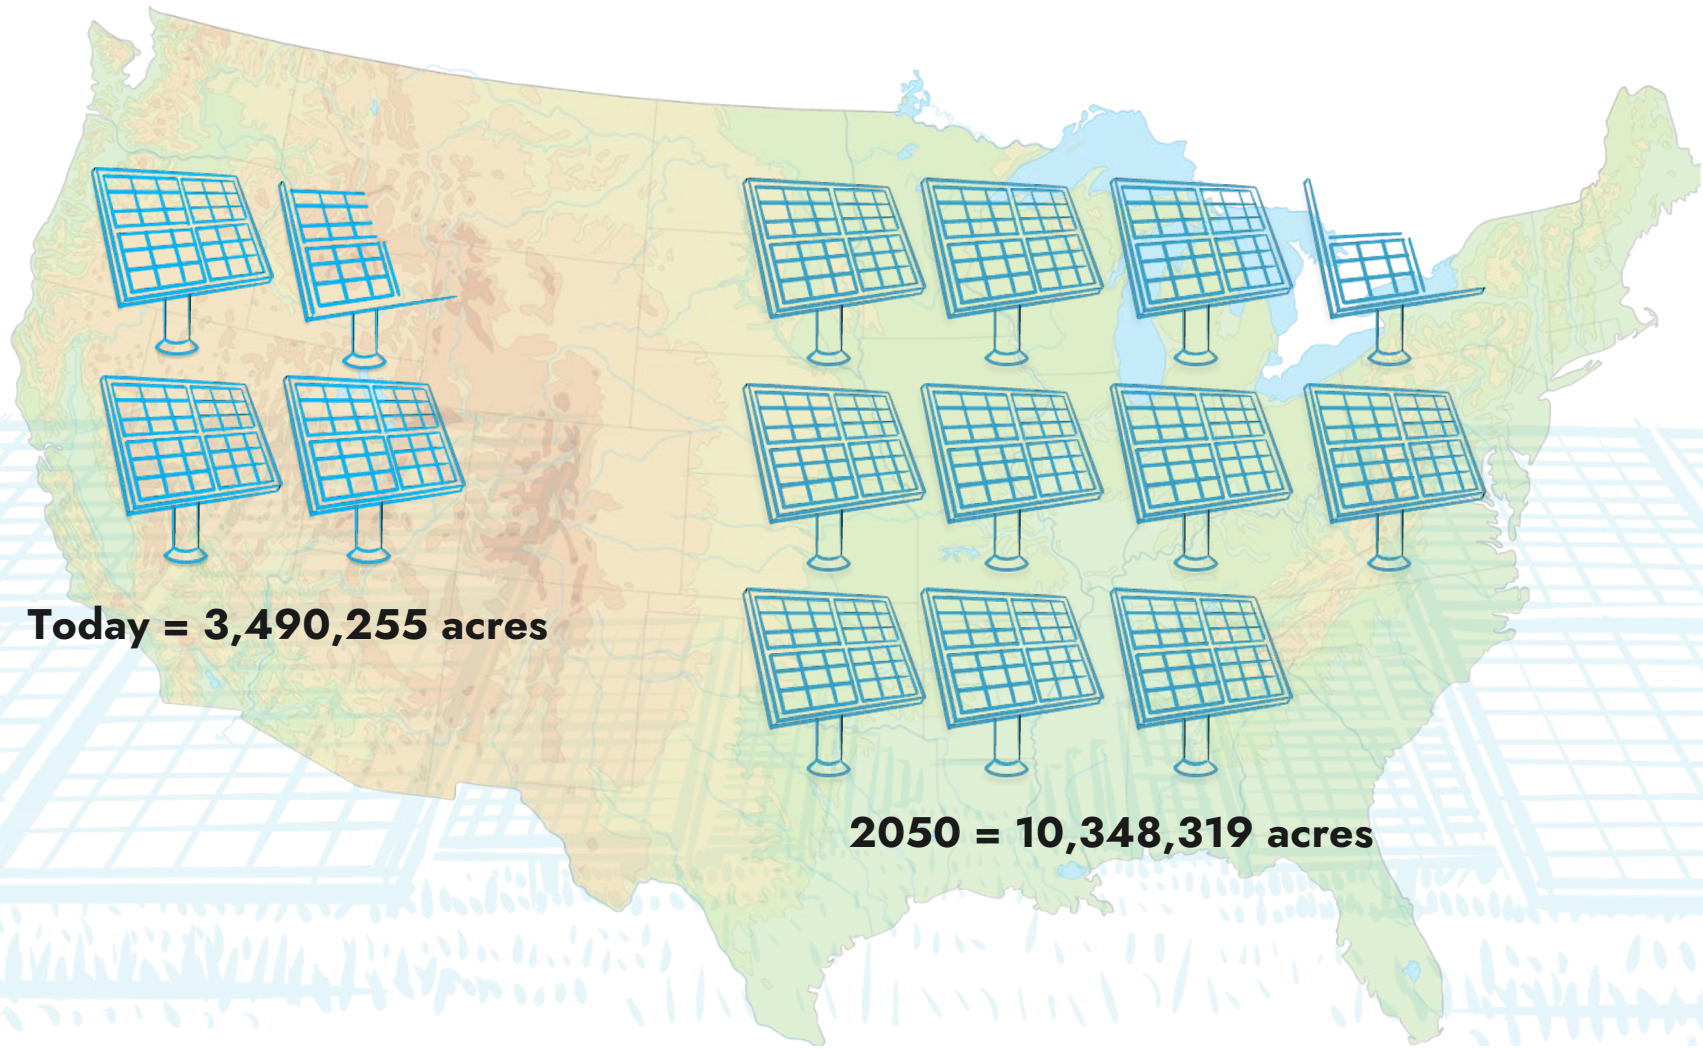 Today = 3,490,255 acres
2050 = 10,348,319 acres